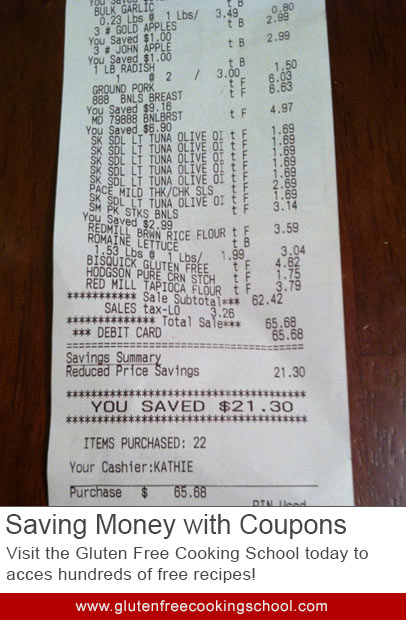 You Saved
BULK GARLIC t B 0.80
0.23 Lbs @ 1 Lbs/ 3.49
3 # GOLD APPLES t B 2.99
You Saved $1.00
3 # JOHN APPLE t B 2.99
You Saved $1.00
1 LB RADISH t B 1.50
1 @ 2 / 3.00
GROUND PORK t F 6.03
888 BNLS BREAST t F 6.63
You Saved $9.16
MD 79888 BNLBRST t F 4.97
You Saved $6.90
SK SDL LT TUNA OLIVE OI t F 1.69
SK SDL LT TUNA OLIVE OI t F 1.69
SK SDL LT TUNA OLIVE OI t F 1.69
SK SDL LT TUNA OLIVE OI t F 1.69
SK SDL LT TUNA OLIVE OI t F 1.69
PACE MILD THK/CHK SLS t F 2.69
SK SDL LT TUNA OLIVE OI t F 1.69
SM PK STKS BNLS t F 3.14
You Saved $2.99
REDMILL BRWN RICE FLOUR t F 3.59
ROMAINE LETTUCE t B
1.53 Lbs @ 1 Lbs/ 1.99 3.04
BISQUICK GLUTEN FREE t F 4.82
HODGSON PURE CRN STCH t F 1.75
RED MILL TAPIOCA FLOUR t F 3.79
*********** Sale Subtotal*** 62.42
SALES tax-LO 3.26
************** Total Sale*** 65.68
*** DEBIT CARD 65.68
Savings Summary
Reduced Price Savings 21.30
YOU SAVED $21.30
ITEMS PURCHASED: 22
Your Cashier:KATHIE
Purchase $ 65.68
PIN Used
Saving Money with Coupons
Visit the Gluten Free Cooking School today to
acces hundreds of free recipes!
www.glutenfreecookingschool.com